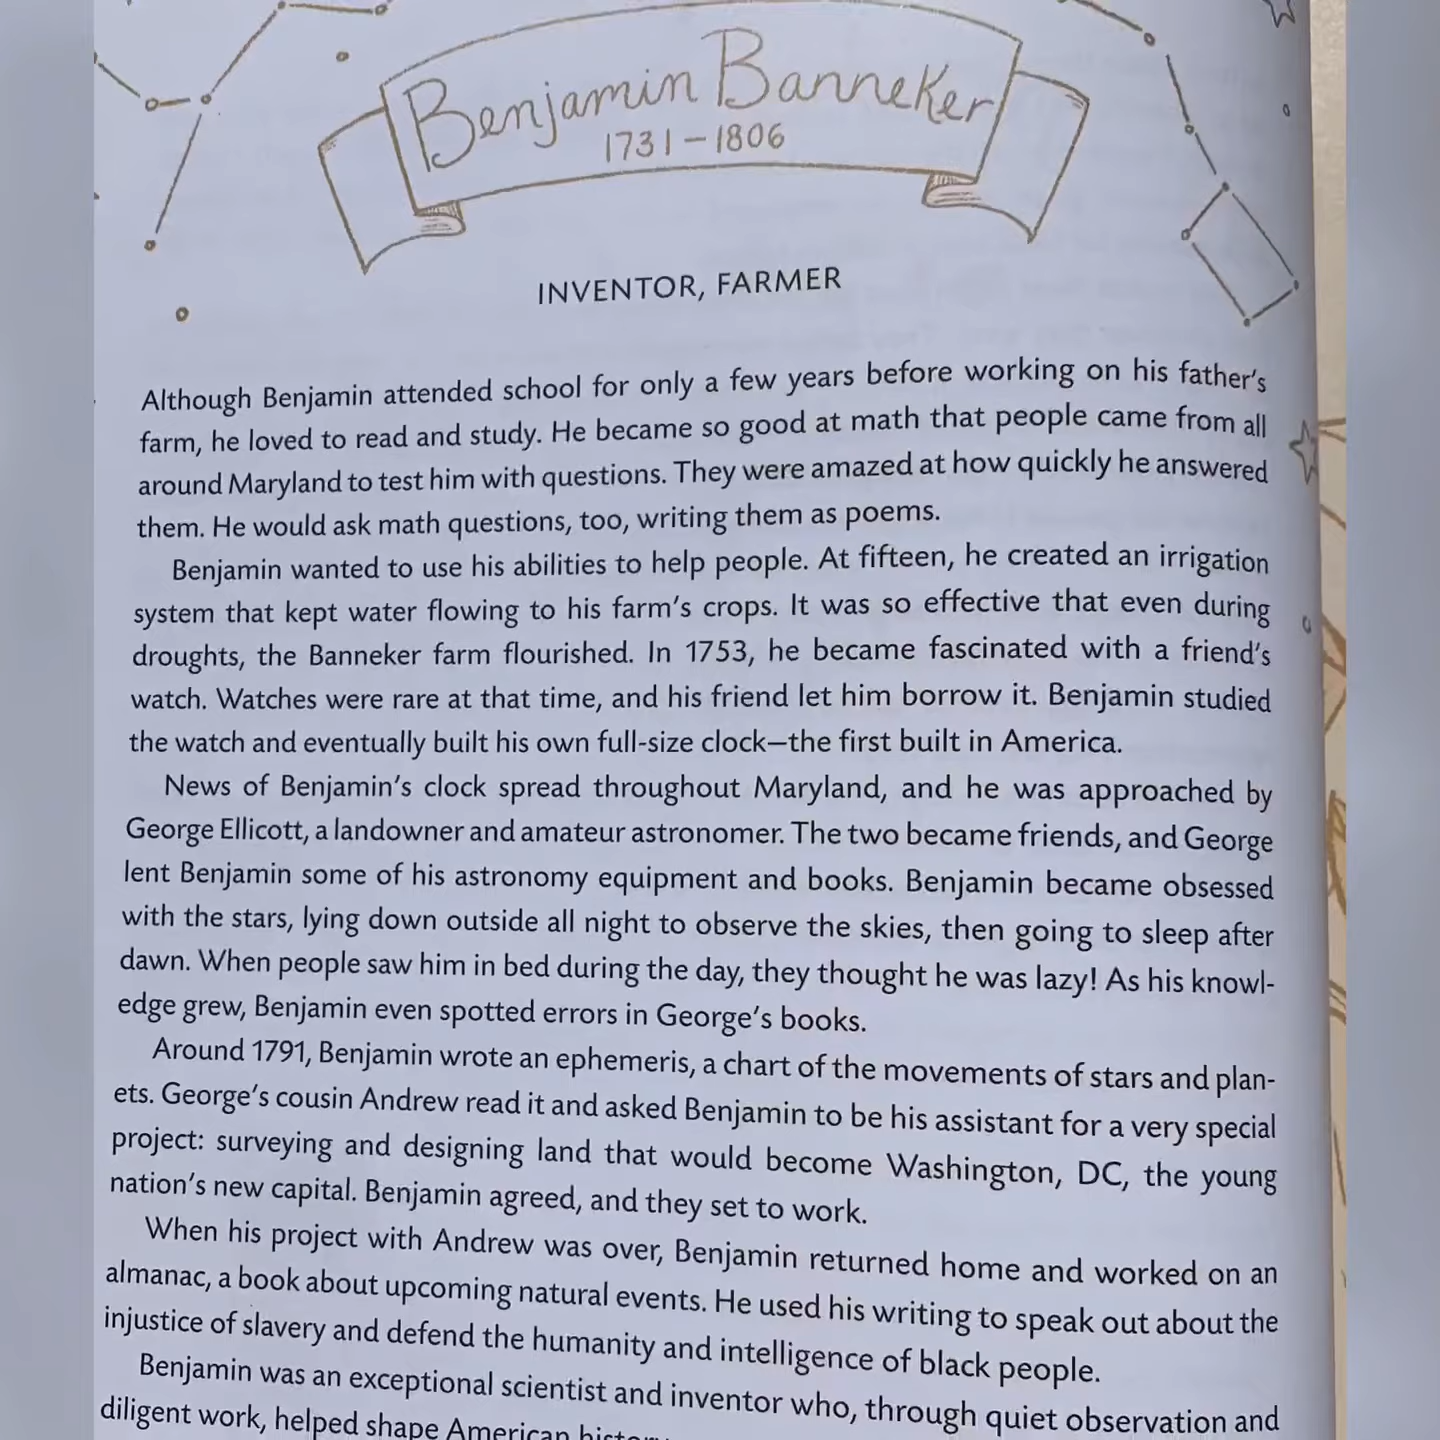 Benjamin Banneker
1731–1806
INVENTOR, FARMER
Although Benjamin attended school for only a few years before working on his father's
farm, he loved to read and study. He became so good at math that people came from all
around Maryland to test him with questions. They were amazed at how quickly he answered
them. He would ask math questions, too, writing them as poems.
Benjamin wanted to use his abilities to help people. At fifteen, he created an irrigation
system that kept water flowing to his farm's crops. It was so effective that even during
droughts, the Banneker farm flourished. In 1753, he became fascinated with a friend's
watch. Watches were rare at that time, and his friend let him borrow it. Benjamin studied
the watch and eventually built his own full-size clock—the first built in America.
News of Benjamin's clock spread throughout Maryland, and he was approached by
George Ellicott, a landowner and amateur astronomer. The two became friends, and George
lent Benjamin some of his astronomy equipment and books. Benjamin became obsessed
with the stars, lying down outside all night to observe the skies, then going to sleep after
dawn. When people saw him in bed during the day, they thought he was lazy! As his knowl-
edge grew, Benjamin even spotted errors in George's books.
Around 1791, Benjamin wrote an ephemeris, a chart of the movements of stars and plan-
ets. George's cousin Andrew read it and asked Benjamin to be his assistant for a very special
project: surveying and designing land that would become Washington, DC, the young
nation's new capital. Benjamin agreed, and they set to work.
When his project with Andrew was over, Benjamin returned home and worked on an
almanac, a book about upcoming natural events. He used his writing to speak out about the
injustice of slavery and defend the humanity and intelligence of black people.
Benjamin was an exceptional scientist and inventor who, through quiet observation and
diligent work, helped shape American history